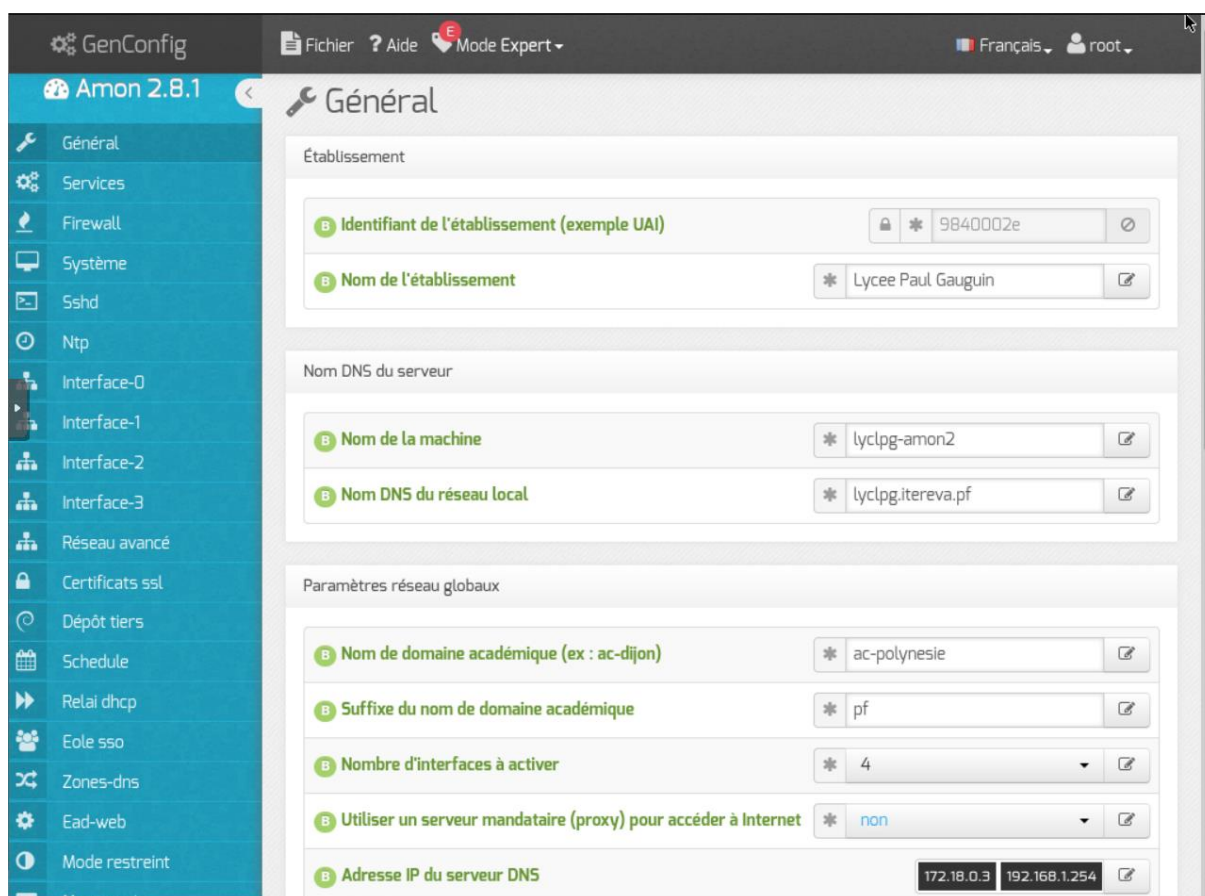 GenConfig
Fichier ? Aide E Mode Expert
Français root
Amon 2.8.1
Général
Services
Firewall
Système
Sshd
Ntp
Interface-0
Interface-1
Interface-2
Interface-3
Réseau avancé
Certificats ssl
Dépôt tiers
Schedule
Relai dhcp
Eole sso
Zones-dns
Ead-web
Mode restreint
Général
Établissement
B Identifiant de l'établissement (exemple UAI) 9840002e
B Nom de l'établissement Lycee Paul Gauguin
Nom DNS du serveur
B Nom de la machine lyclpg-amon2
B Nom DNS du réseau local lyclpg.itereva.pf
Paramètres réseau globaux
B Nom de domaine académique (ex : ac-dijon) ac-polynesie
B Suffixe du nom de domaine académique pf
B Nombre d'interfaces à activer 4
B Utiliser un serveur mandataire (proxy) pour accéder à Internet non
B Adresse IP du serveur DNS 172.18.0.3 192.168.1.254